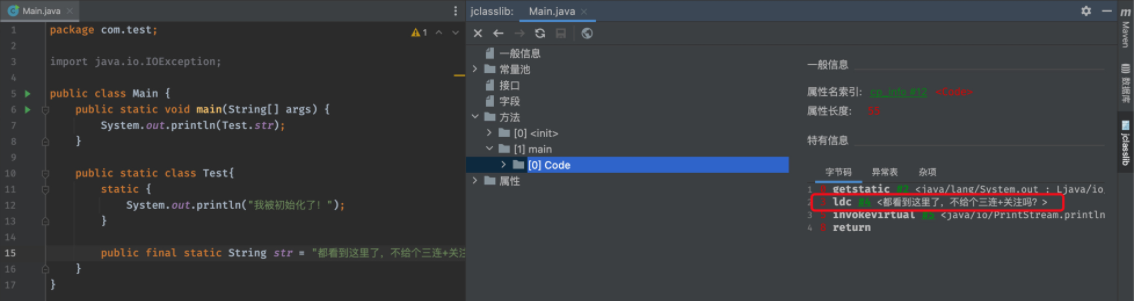 Main.java
1 package com.test;
2
3 import java.io.IOException;
4
5 public class Main {
6 public static void main(String[] args) {
7 System.out.println(Test.str);
8 }
9
10 public static class Test{
11 static {
12 System.out.println("我被初始化了！");
13 }
14
15 public final static String str = "都看到这里了，不给个三连+关注
16 }
17 }
1
jclasslib: Main.java
一般信息
常量池
接口
字段
方法
[0] <init>
[1] main
[0] Code
属性
一般信息
属性名索引: cp_info #12 <Code>
属性长度:
特有信息
字节码 异常表 杂项
1 getstatic #2 <java/lang/System.out : Ljava/io
2 ldc #4 <都看到这里了，不给个三连+关注吗？>
3 invokevirtual #5 <java/io/PrintStream.println
4 return
m Maven
数据库
jclasslib